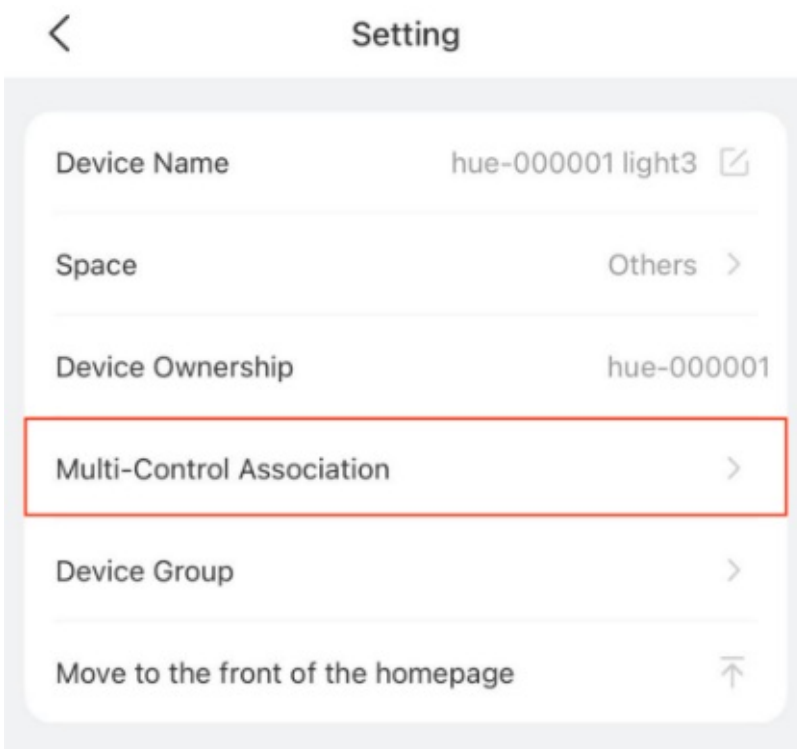 Setting
Device Name hue-000001 light3
Space Others
Device Ownership hue-000001
Multi-Control Association
Device Group
Move to the front of the homepage